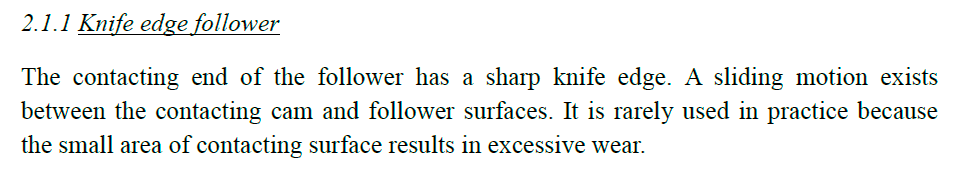 2.1.1 Knife edge follower
The contacting end of the follower has a sharp knife edge. A sliding motion exists
between the contacting cam and follower surfaces. It is rarely used in practice because
the small area of contacting surface results in excessive wear.